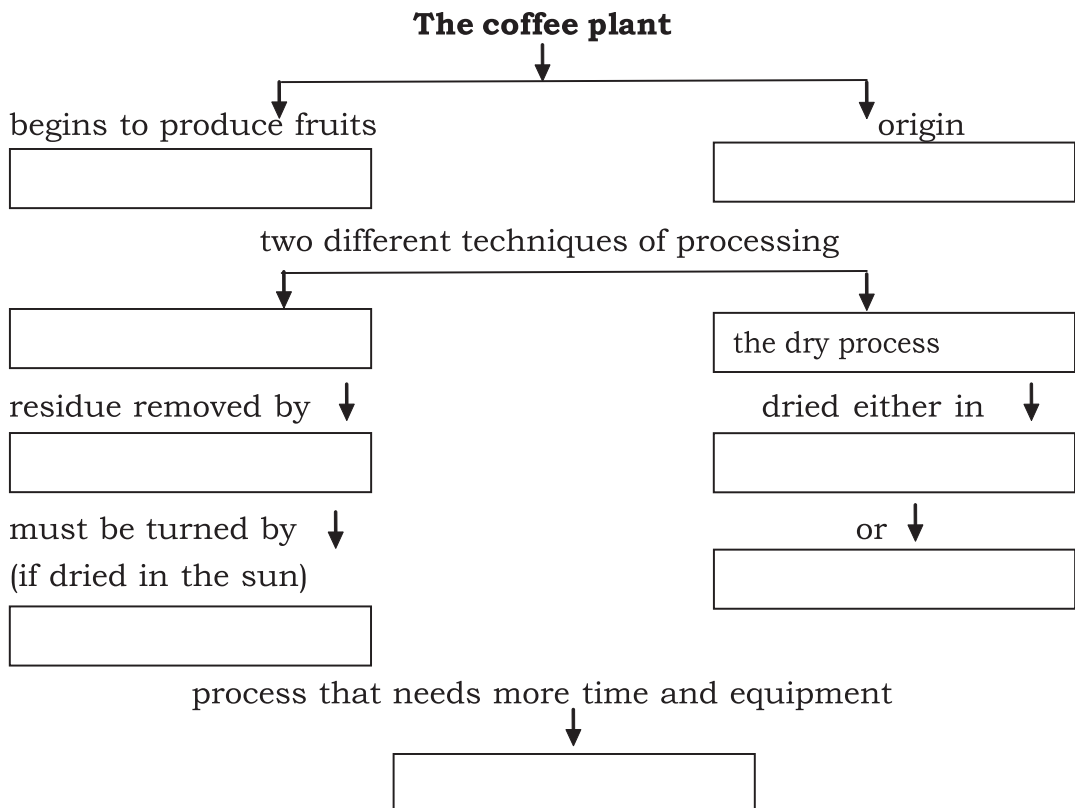 The coffee plant
begins to produce fruits
origin
two different techniques of processing
the dry process
residue removed by
dried either in
must be turned by
or
(if dried in the sun)
process that needs more time and equipment